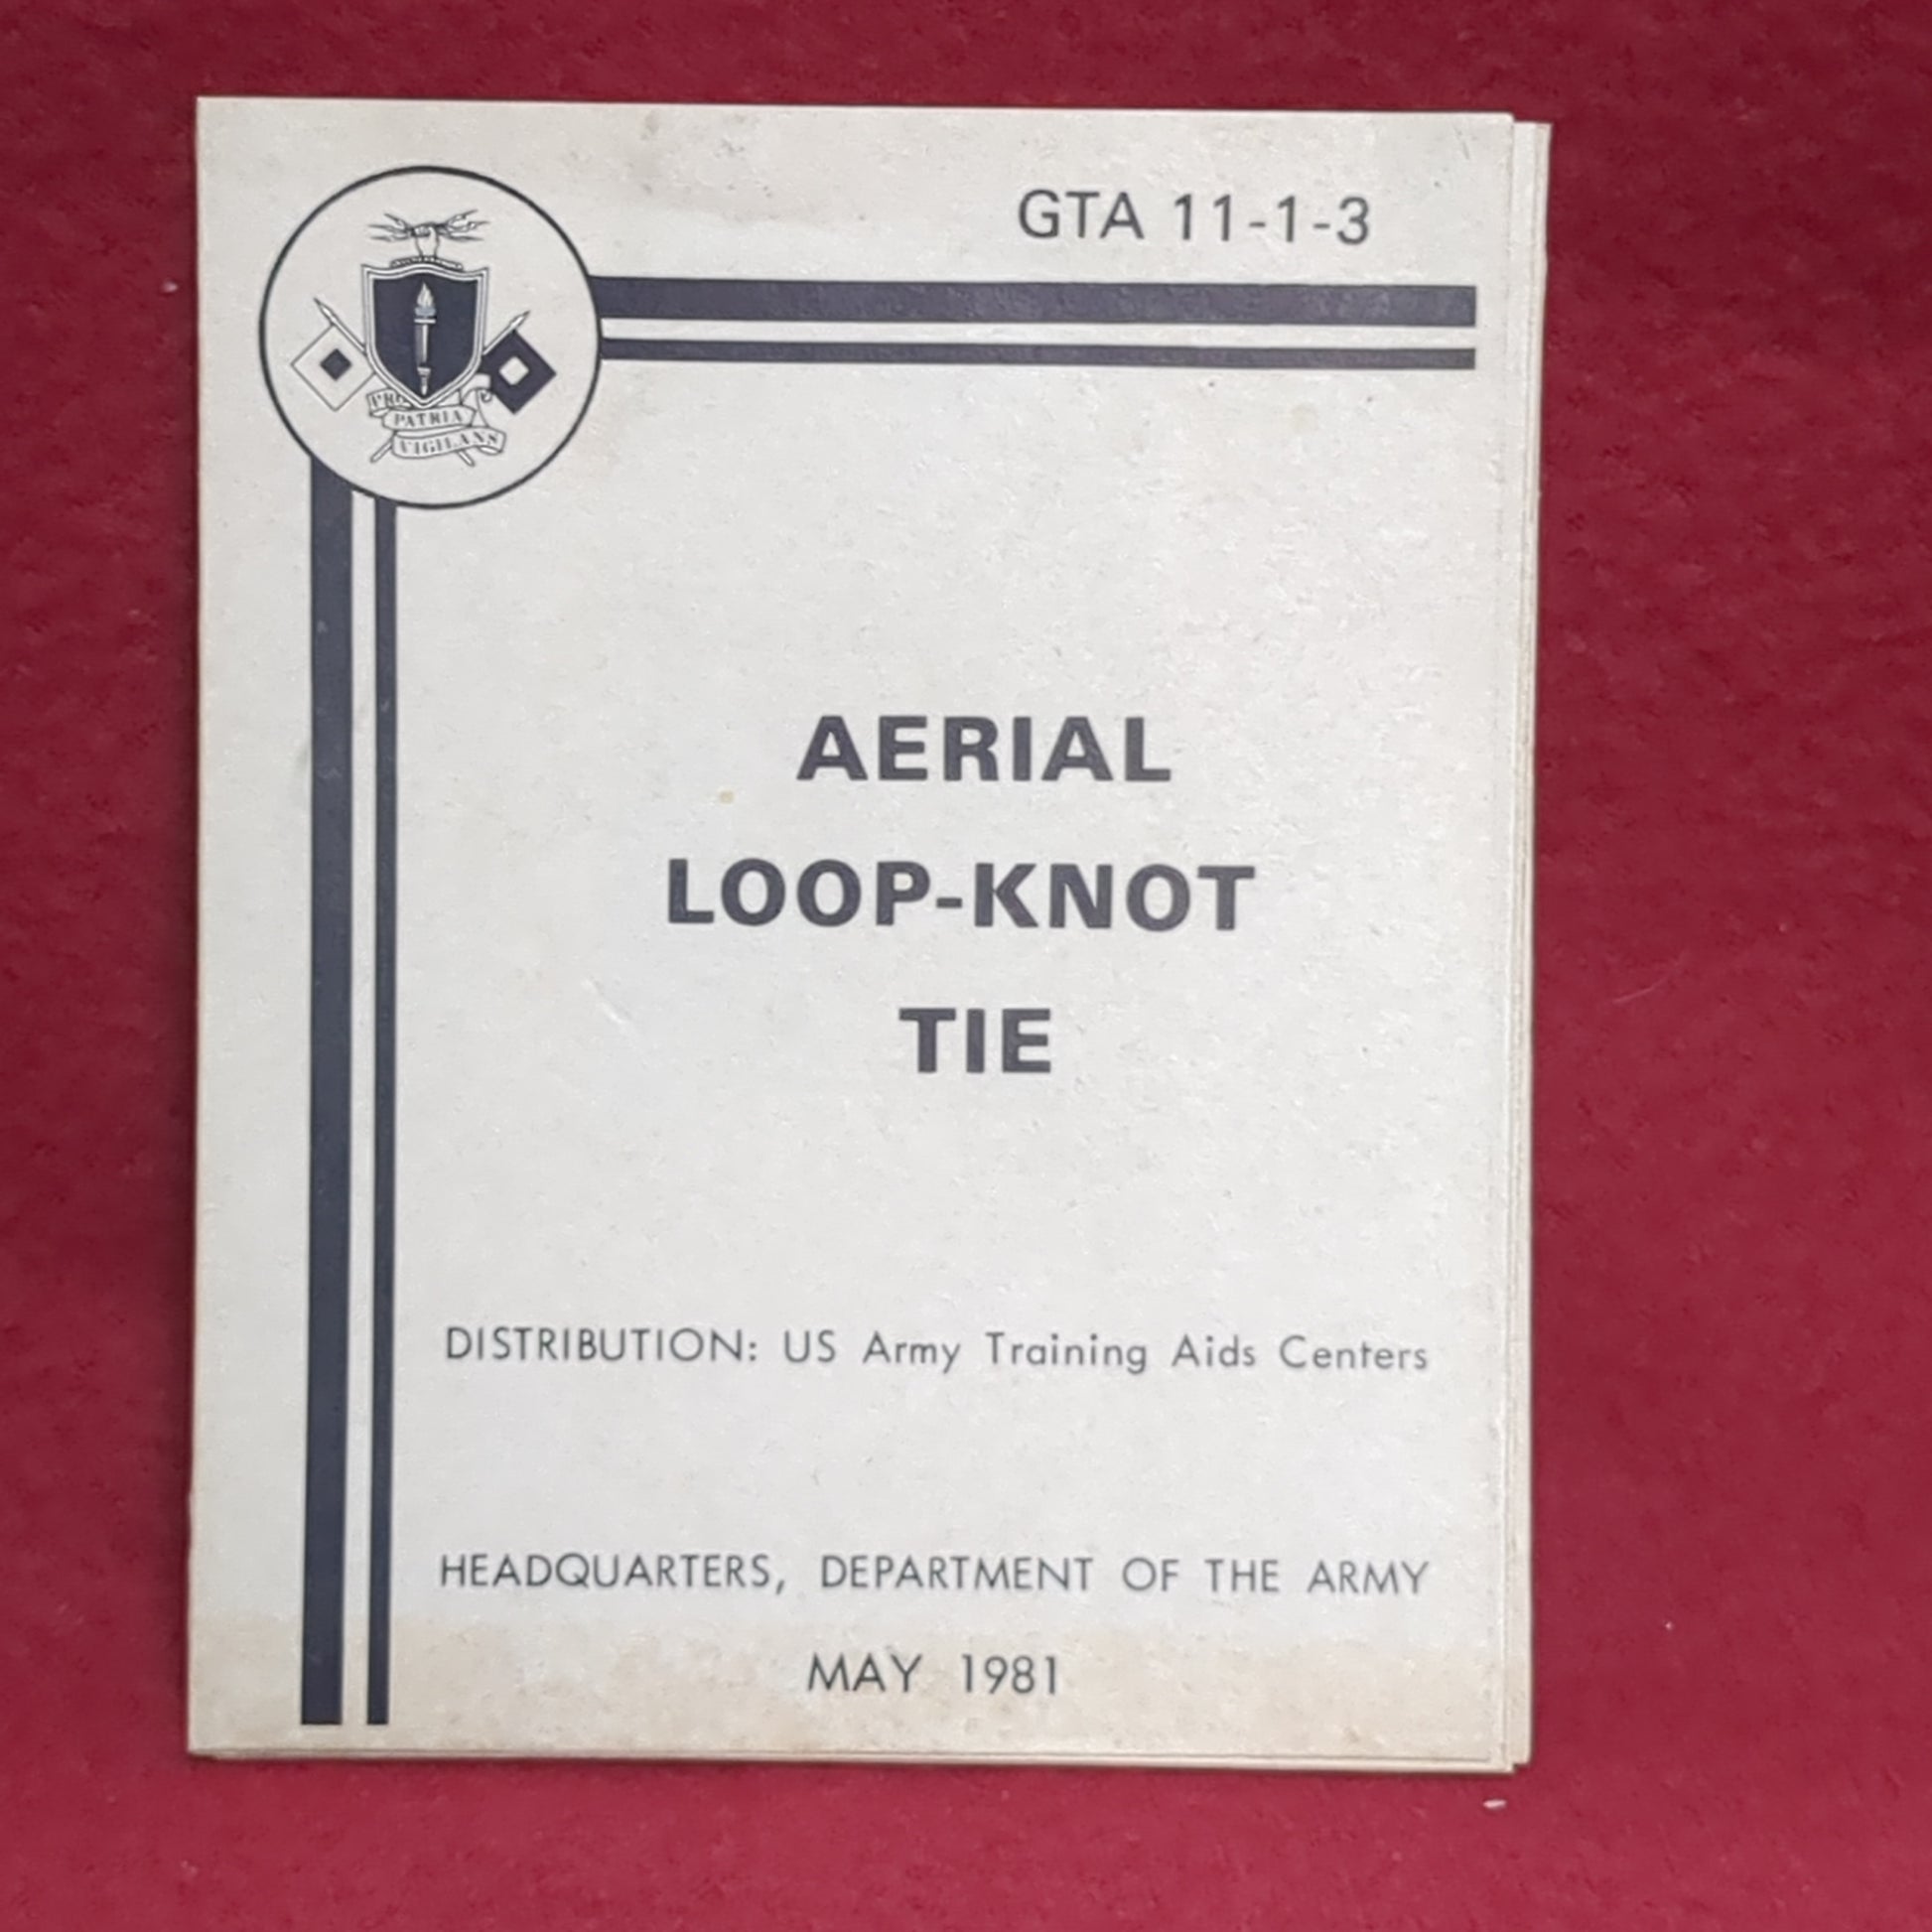 GTA 11-1-3
PRO
PATRIA
VIGILANS
AERIAL
LOOP-KNOT
TIE
DISTRIBUTION: US Army Training Aids Centers
HEADQUARTERS, DEPARTMENT OF THE ARMY
MAY 1981